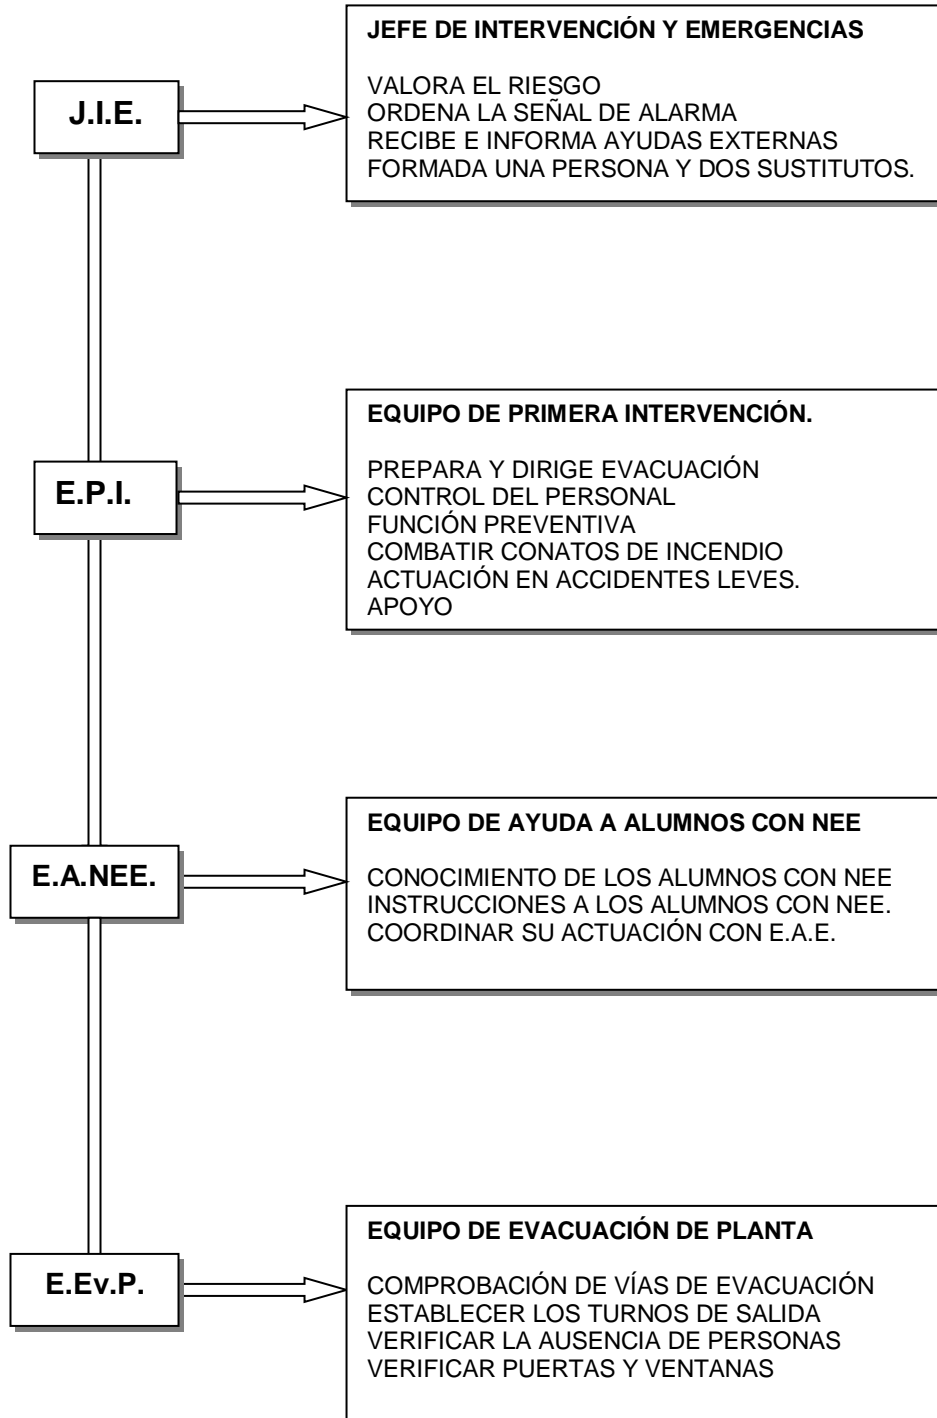 J.I.E.
JEFE DE INTERVENCIÓN Y EMERGENCIAS
VALORA EL RIESGO
ORDENA LA SEÑAL DE ALARMA
RECIBE E INFORMA AYUDAS EXTERNAS
FORMADA UNA PERSONA Y DOS SUSTITUTOS.
E.P.I.
EQUIPO DE PRIMERA INTERVENCIÓN.
PREPARA Y DIRIGE EVACUACIÓN
CONTROL DEL PERSONAL
FUNCIÓN PREVENTIVA
COMBATIR CONATOS DE INCENDIO
ACTUACIÓN EN ACCIDENTES LEVES.
APOYO
E.A.NEE.
EQUIPO DE AYUDA A ALUMNOS CON NEE
CONOCIMIENTO DE LOS ALUMNOS CON NEE
INSTRUCCIONES A LOS ALUMNOS CON NEE.
COORDINAR SU ACTUACIÓN CON E.A.E.
E.Ev.P.
EQUIPO DE EVACUACIÓN DE PLANTA
COMPROBACIÓN DE VÍAS DE EVACUACIÓN
ESTABLECER LOS TURNOS DE SALIDA
VERIFICAR LA AUSENCIA DE PERSONAS
VERIFICAR PUERTAS Y VENTANAS